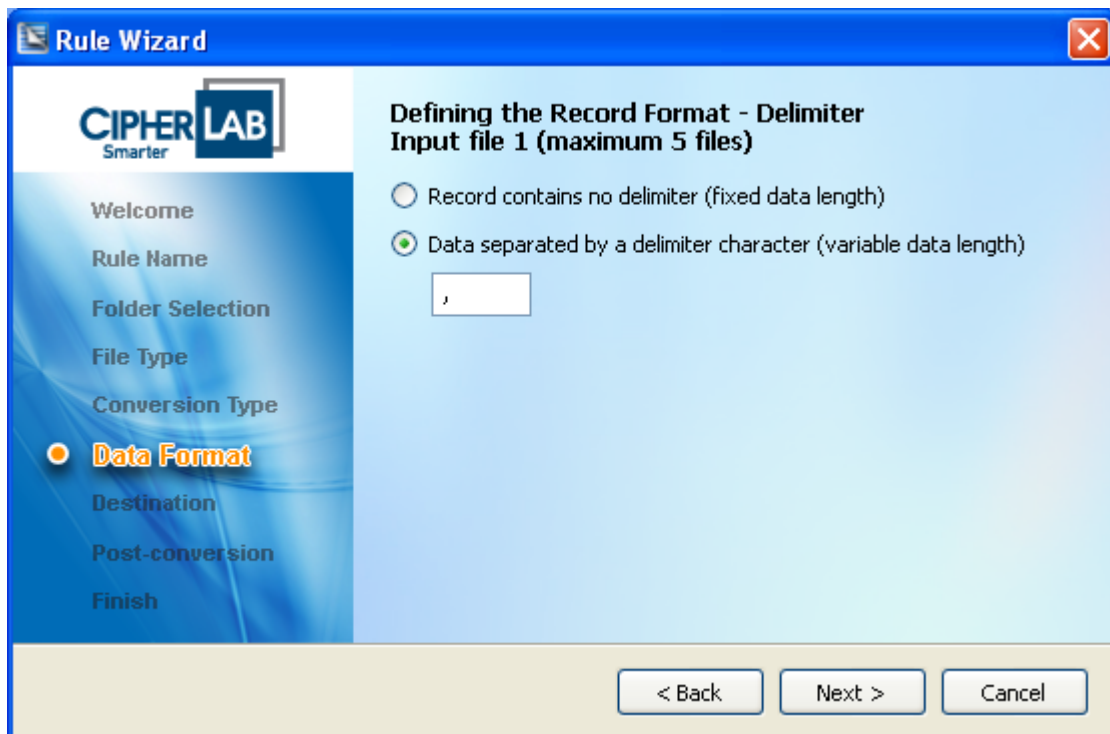 Rule Wizard
CIPHERLAB
Smarter
Welcome
Rule Name
Folder Selection
File Type
Conversion Type
Data Format
Destination
Post-conversion
Finish
Defining the Record Format - Delimiter
Input file 1 (maximum 5 files)
Record contains no delimiter (fixed data length)
Data separated by a delimiter character (variable data length)
,
< Back
Next >
Cancel